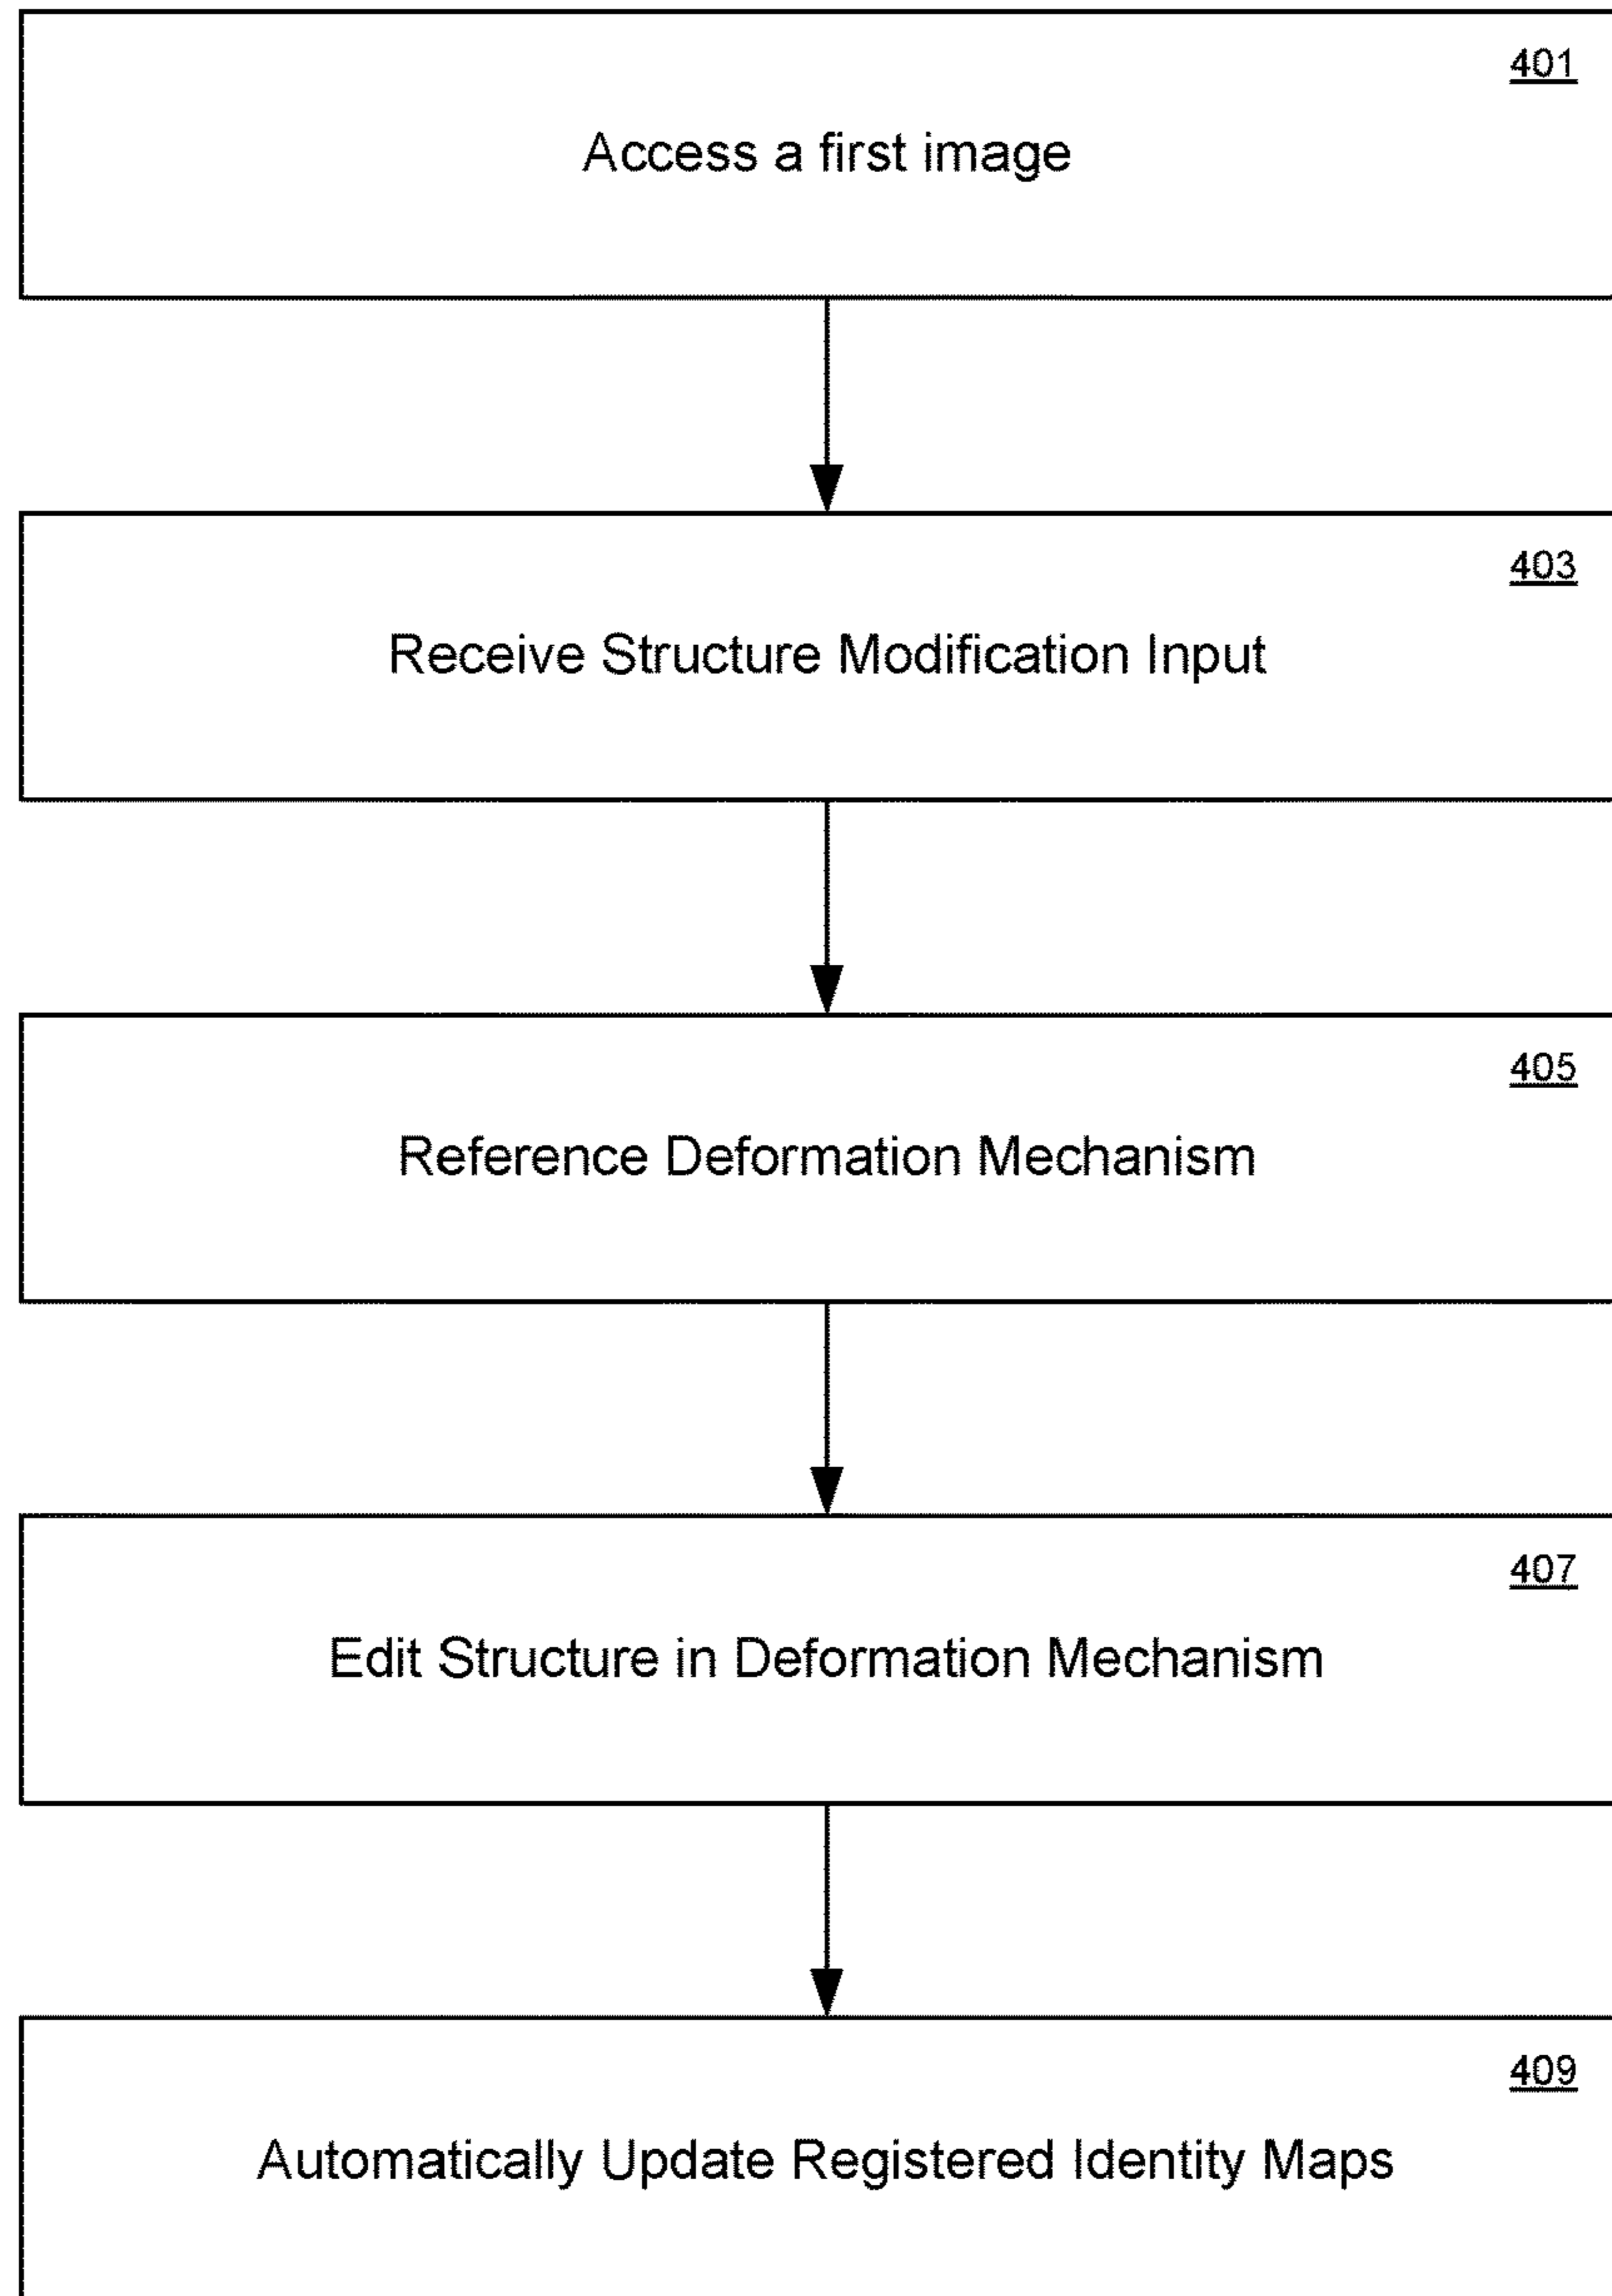 401
Access a first image
403
Receive Structure Modification Input
405
Reference Deformation Mechanism
407
Edit Structure in Deformation Mechanism
409
Automatically Update Registered Identity Maps